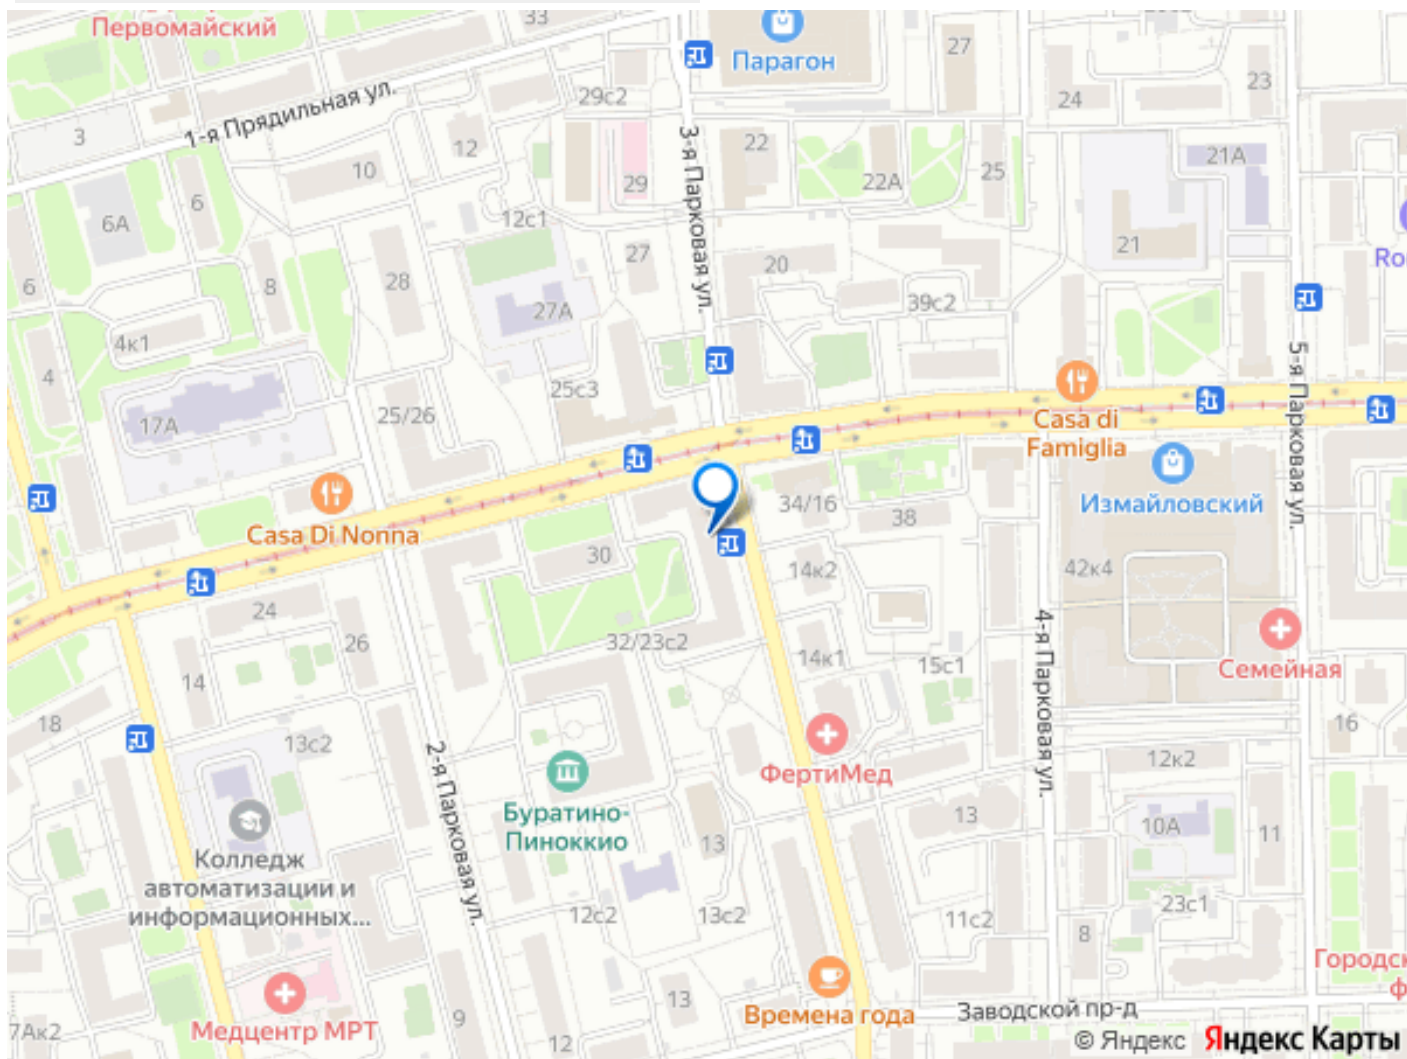 Первомайский
33
Парагон
27
23
24
29с2
1-я Прядильная ул.
3
3-я Парковая ул.
12
22
21А
10
29
22А
25
6
6А
12с1
21
27
20
28
8
6
39с2
Ro
27А
4к1
4
5-я Парковая ул.
25с3
25/26
17А
Casa di
Famiglia
Измайловский
34/16
38
Casa Di Nonna
30
14к2
42к4
24
26
32/23с2
14к1
4-я Парковая ул.
15с1
Семейная
14
18
16
13с2
2-я Парковая ул.
ФертиМед
12к2
Буратино-
Пиноккио
13
13
10А
11
Колледж
автоматизации и
информационных...
12с2
13с2
11с2
23с1
8
Городск
ф
13
Времена года
Заводской пр-д
7Ак2
Медцентр МРТ
9
12
© Яндекс Яндекс Карты